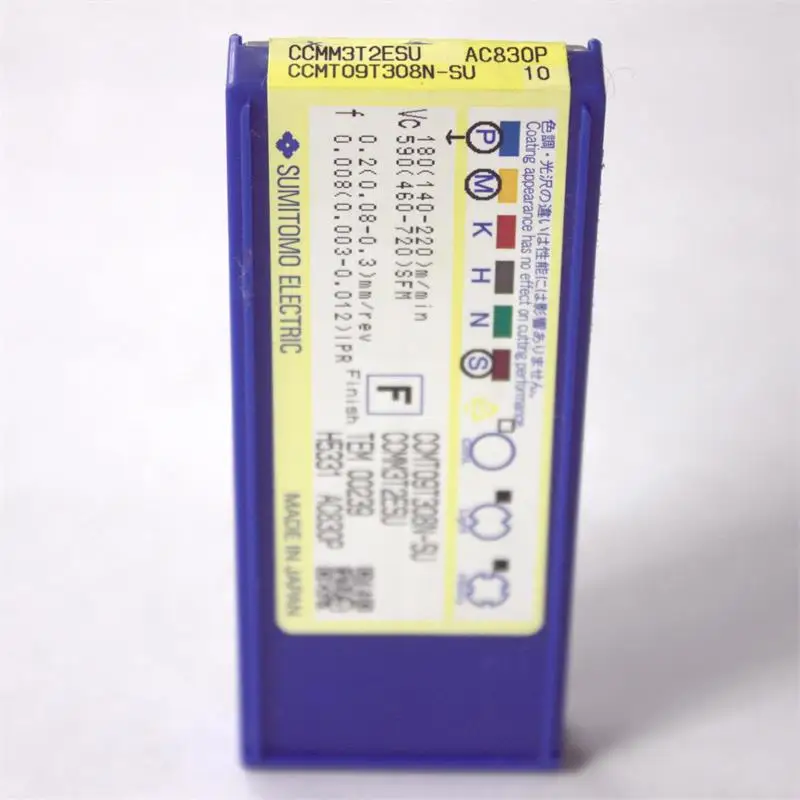 CCMM3T2ESU AC830P
CCMT09T308N-SU 10
色調・光沢の違いは性能には影響ありません。
Coating appearance has no effect on cutting performance.
P M K H N S
Vc 180(140-220)m/min
590(460-720)SFM
f 0.2(0.08-0.3)mm/rev
0.008(0.003-0.012)IPR
Finish
F
CCMT09T308N-SU
CCMM3T2ESU
TEM 00239
H5331 AC830P
SUMITOMO ELECTRIC
MADE IN JAPAN